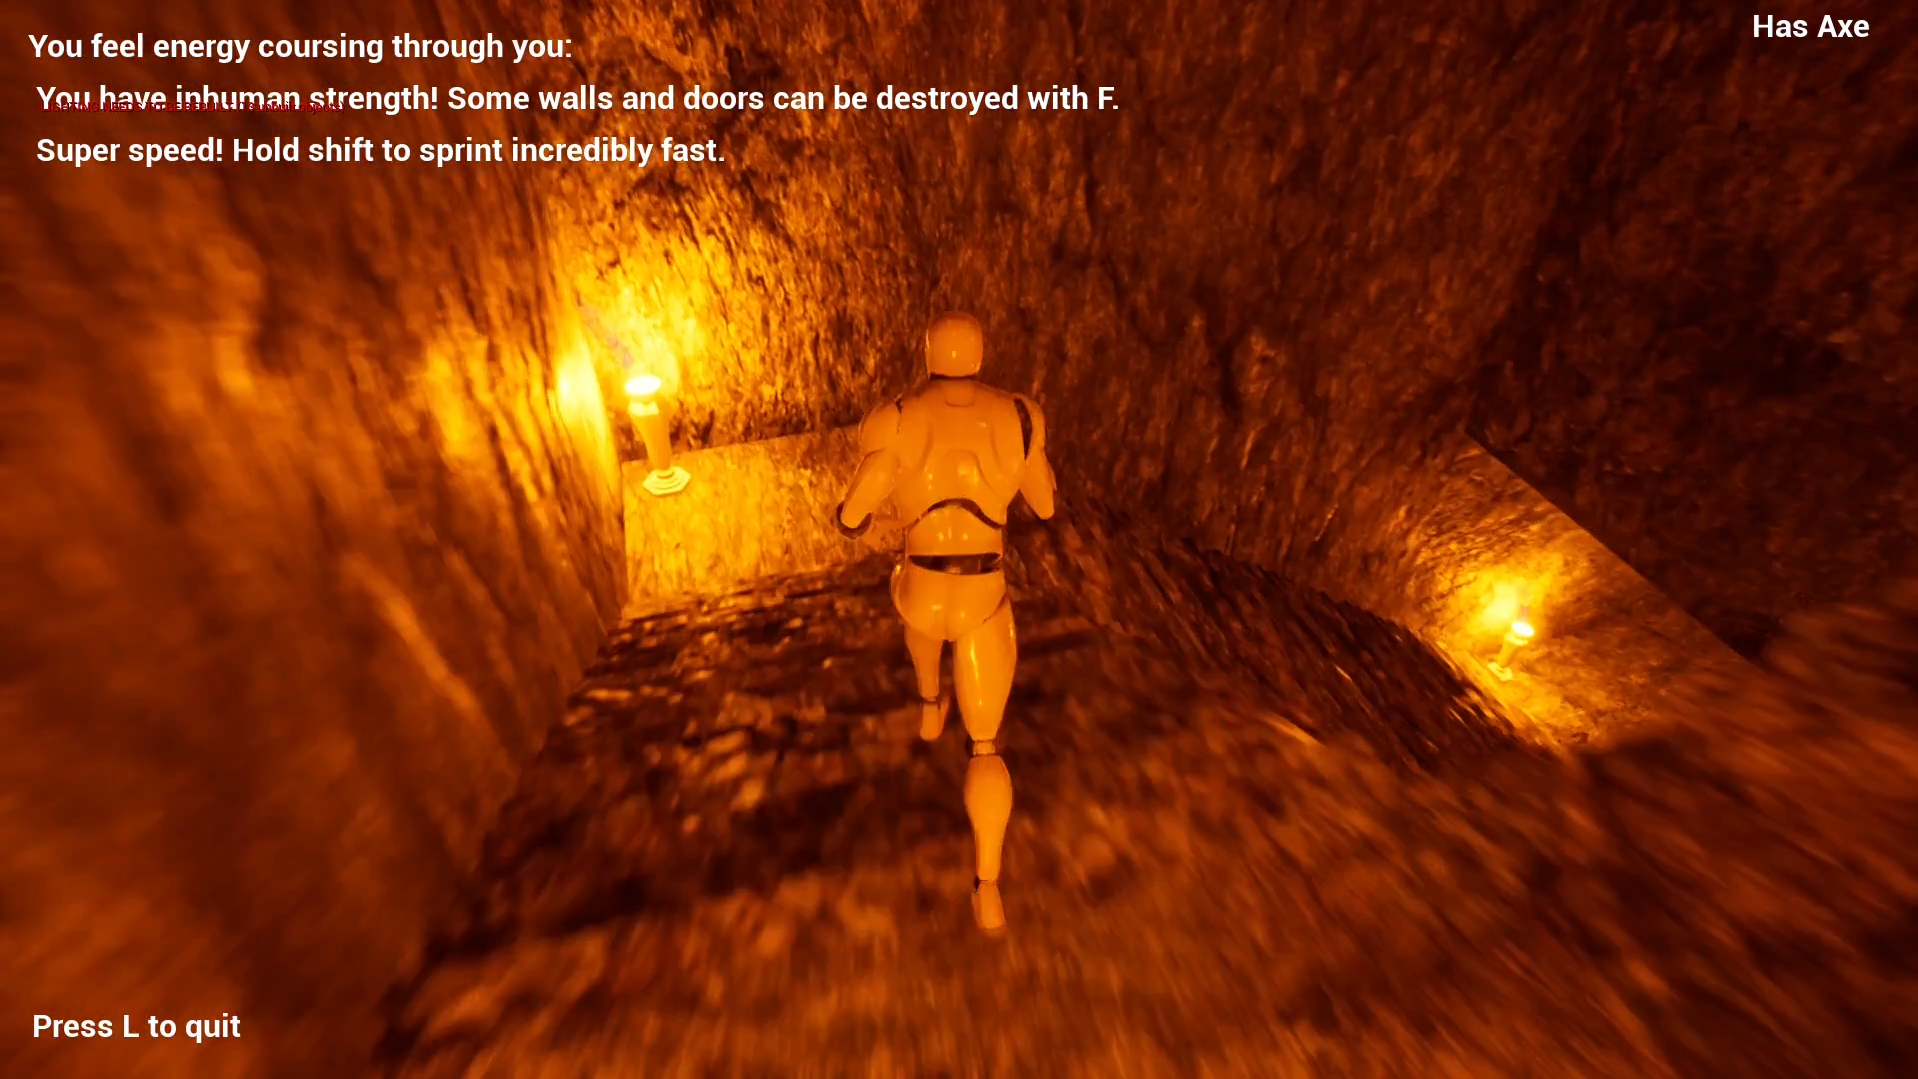 You feel energy coursing through you:
You have inhuman strength! Some walls and doors can be destroyed with F.
Super speed! Hold shift to sprint incredibly fast.
Has Axe
Press L to quit